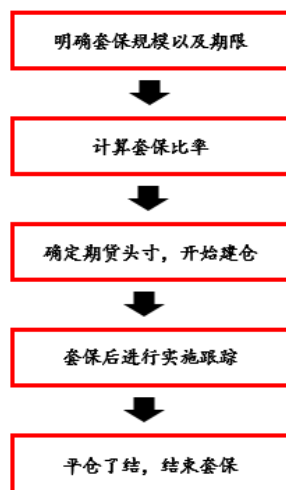 明确套保规模以及期限
计算套保比率
确定期货头寸，开始建仓
套保后进行实施跟踪
平仓了结，结束套保